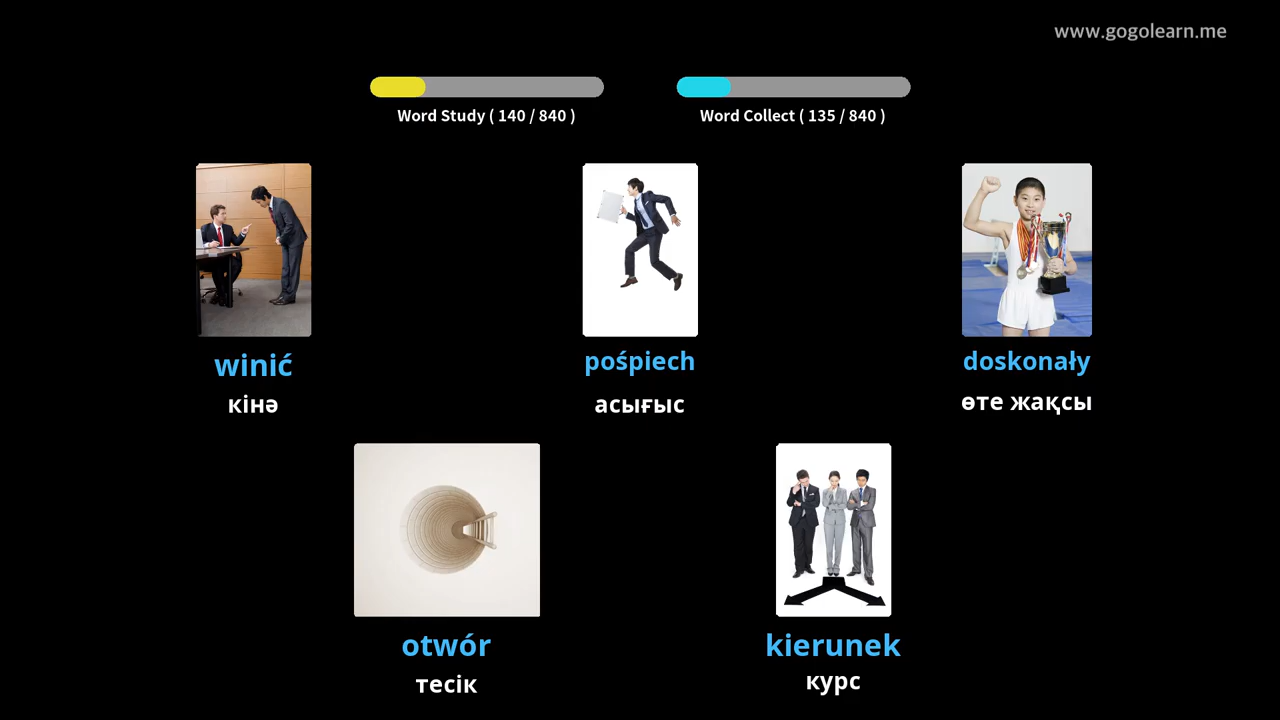 www.gogolearn.me
Word Study ( 140 / 840 )
Word Collect ( 135 / 840 )
winić
кінә
pośpiech
асығыс
doskonały
өте жақсы
otwór
тесік
kierunek
курс